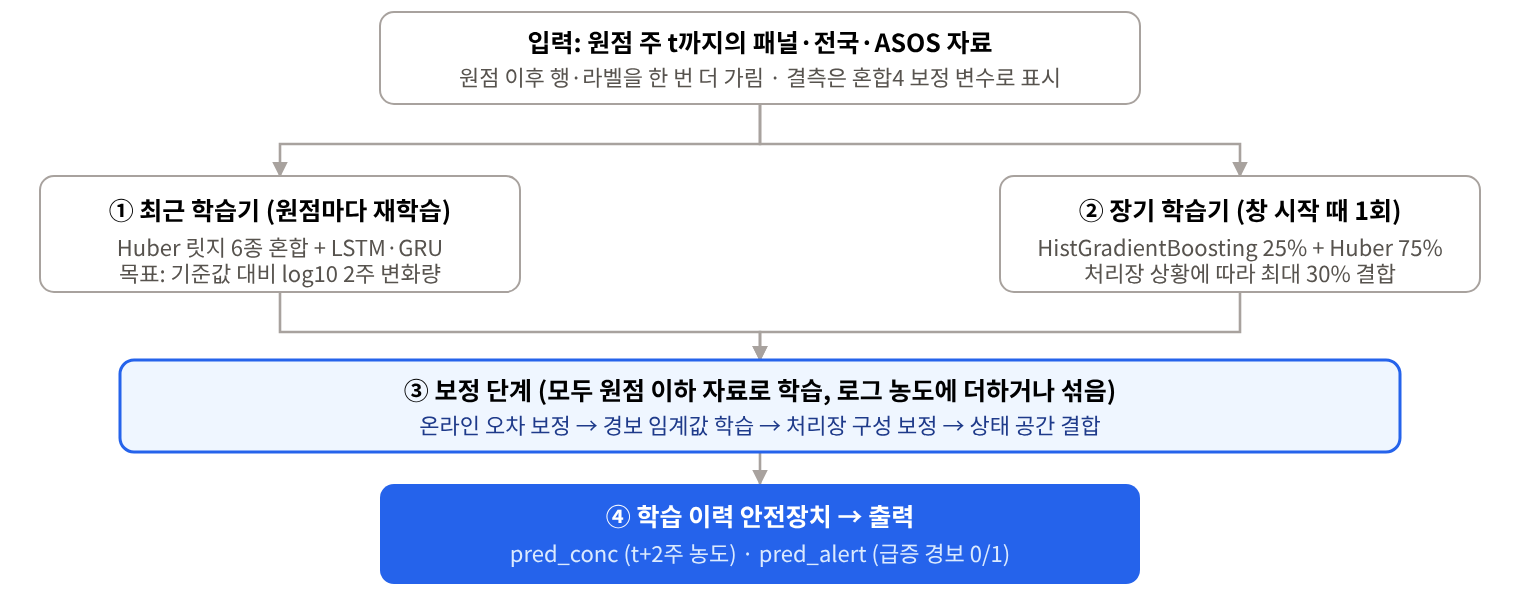 입력: 원점 주 t까지의 패널·전국·ASOS 자료
원점 이후 행·라벨을 한 번 더 가림 · 결측은 혼합4 보정 변수로 표시
① 최근 학습기 (원점마다 재학습)
Huber 릿지 6종 혼합 + LSTM·GRU
목표: 기준값 대비 log10 2주 변화량
② 장기 학습기 (창 시작 때 1회)
HistGradientBoosting 25% + Huber 75%
처리장 상황에 따라 최대 30% 결합
③ 보정 단계 (모두 원점 이하 자료로 학습, 로그 농도에 더하거나 섞음)
온라인 오차 보정 → 경보 임계값 학습 → 처리장 구성 보정 → 상태 공간 결합
④ 학습 이력 안전장치 → 출력
pred_conc (t+2주 농도) · pred_alert (급증 경보 0/1)